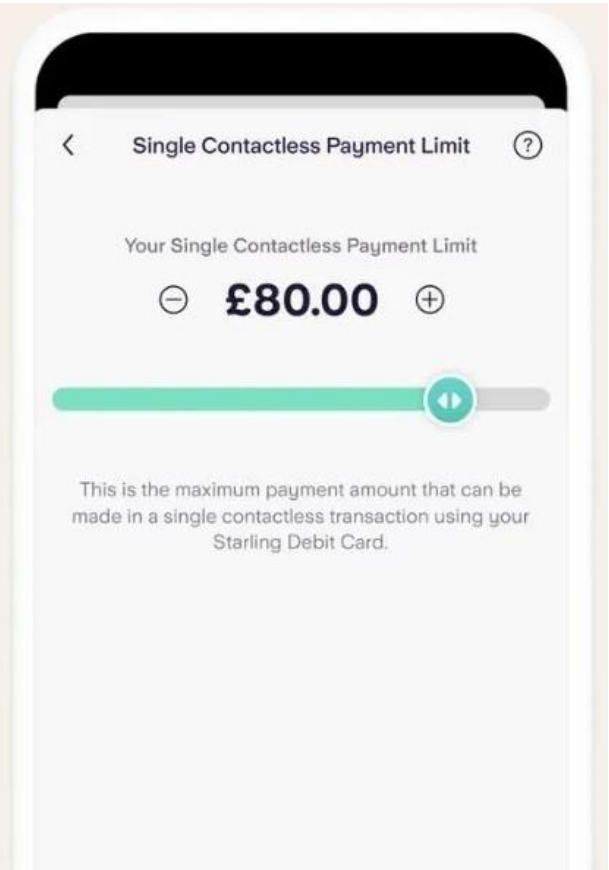 Single Contactless Payment Limit
?
Your Single Contactless Payment Limit
£80.00
This is the maximum payment amount that can be
made in a single contactless transaction using your
Starling Debit Card.